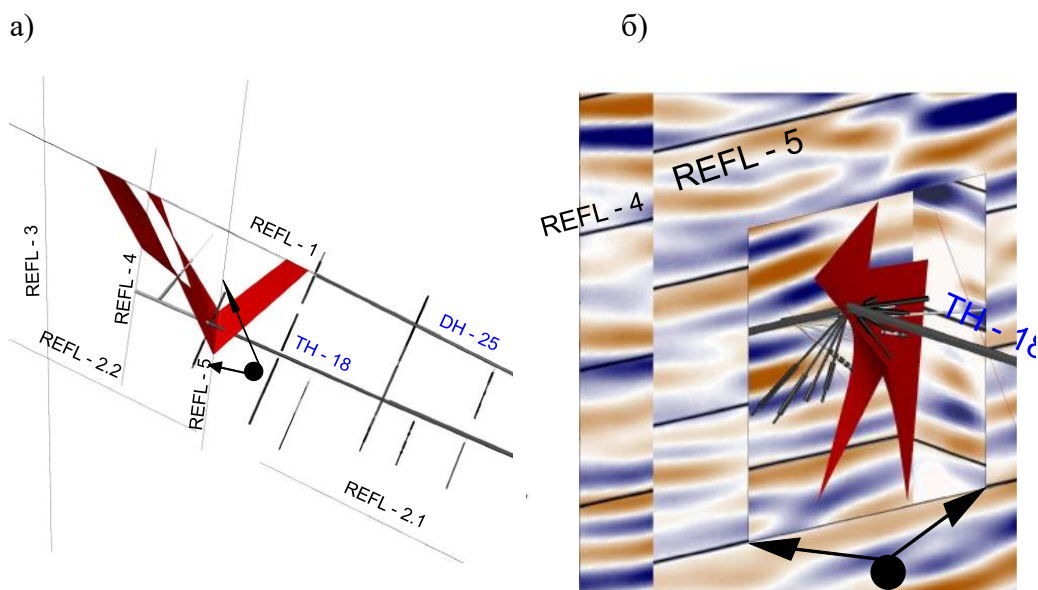 а)
б)
REFL - 3
REFL - 4
REFL - 1
DH - 25
TH - 18
REFL - 2.2
REFL - 5
REFL - 2.1
REFL - 5
REFL - 4
TH - 18